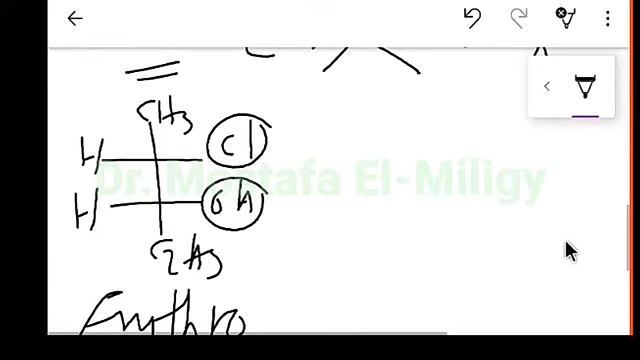 CH3
H Cl
Dr. Mostafa El-Miligy
H OH
CH3
Erythro